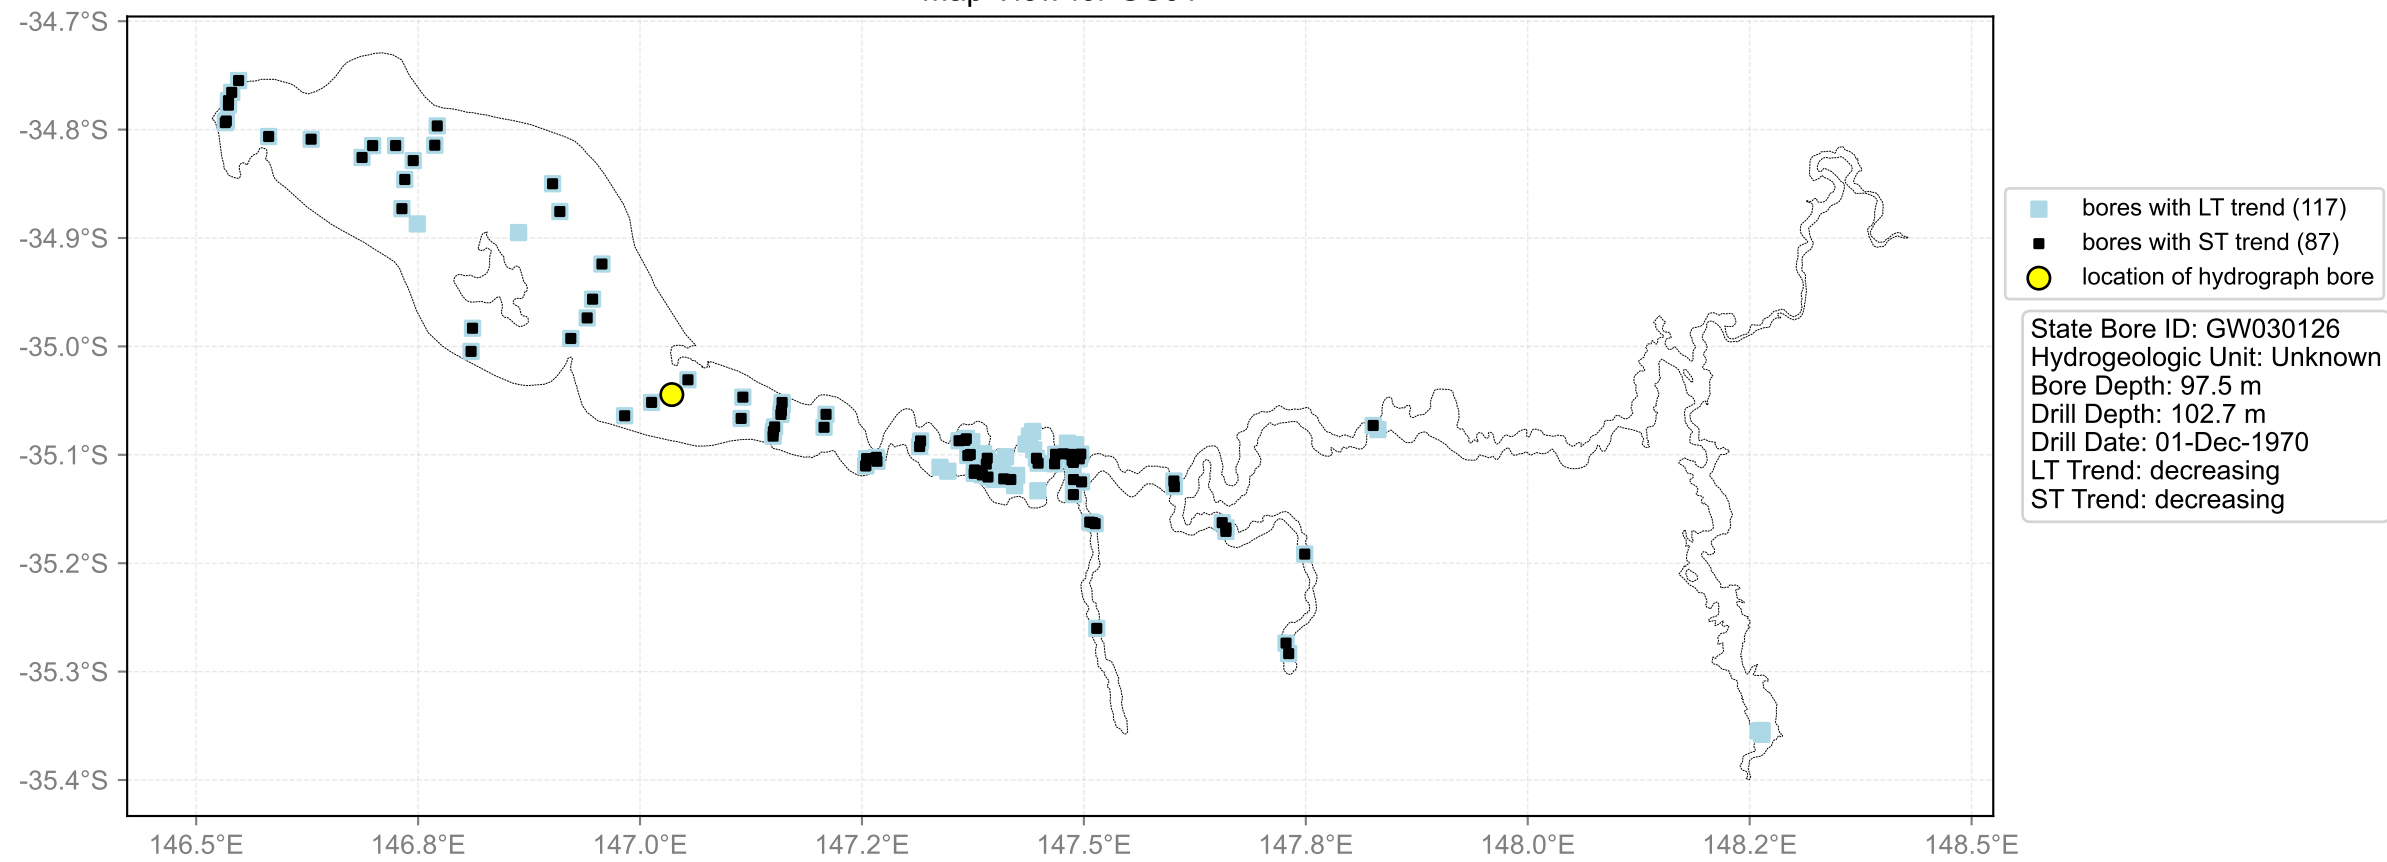 -34.7°S
-34.8°S
-34.9°S
-35.0°S
-35.1°S
-35.2°S
-35.3°S
-35.4°S
146.5°E 146.8°E 147.0°E 147.2°E 147.5°E 147.8°E 148.0°E 148.2°E 148.5°E
bores with LT trend (117)
bores with ST trend (87)
location of hydrograph bore
State Bore ID: GW030126
Hydrogeologic Unit: Unknown
Bore Depth: 97.5 m
Drill Depth: 102.7 m
Drill Date: 01-Dec-1970
LT Trend: decreasing
ST Trend: decreasing